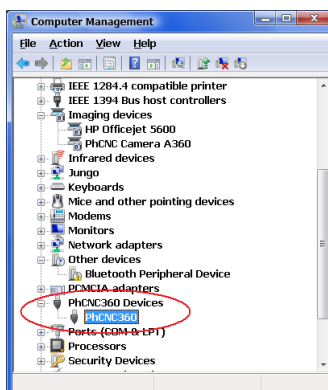 Computer Management
File Action View Help
IEEE 1284.4 compatible printer
IEEE 1394 Bus host controllers
Imaging devices
HP Officejet 5600
PhCNC Camera A360
Infrared devices
Jungo
Keyboards
Mice and other pointing devices
Modems
Monitors
Network adapters
Other devices
Bluetooth Peripheral Device
PCMCIA adapters
PhCNC360 Devices
PhCNC360
Ports (COM & LPT)
Processors
Security Devices